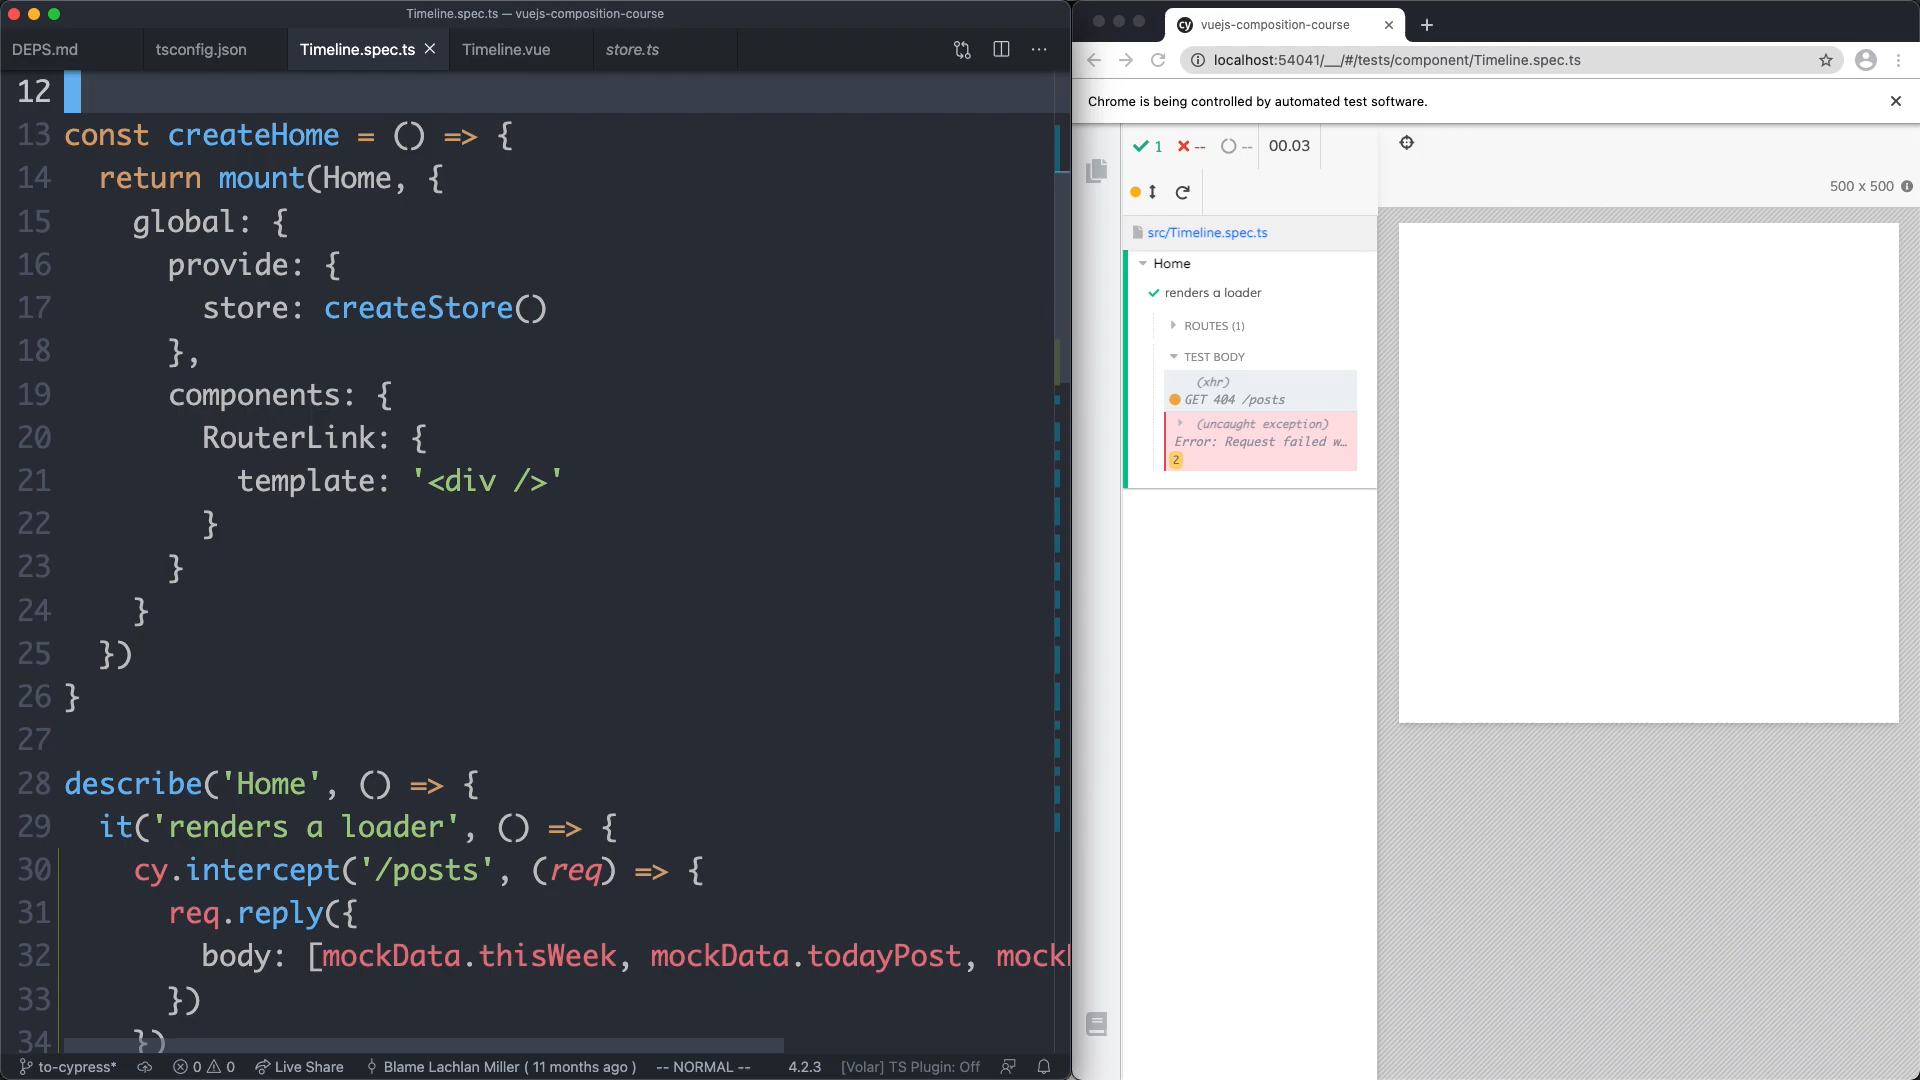 Timeline.spec.ts — vuejs-composition-course
DEPS.md
tsconfig.json
Timeline.spec.ts
Timeline.vue
store.ts
12
13 const createHome = () => {
14 return mount(Home, {
15 global: {
16 provide: {
17 store: createStore()
18 },
19 components: {
20 RouterLink: {
21 template: '<div />'
22 }
23 }
24 }
25 })
26 }
27
28 describe('Home', () => {
29 it('renders a loader', () => {
30 cy.intercept('/posts', (req) => {
31 req.reply({
32 body: [mockData.thisWeek, mockData.todayPost, mock
33 })
34 })
to-cypress*
0
0
Live Share
Blame Lachlan Miller ( 11 months ago )
-- NORMAL --
4.2.3
[Volar] TS Plugin: Off
cy vuejs-composition-course
localhost:54041/__/#/tests/component/Timeline.spec.ts
Chrome is being controlled by automated test software.
1
--
--
00.03
500 x 500
src/Timeline.spec.ts
Home
renders a loader
ROUTES (1)
TEST BODY
(xhr)
GET 404 /posts
(uncaught exception)
Error: Request failed w…
2